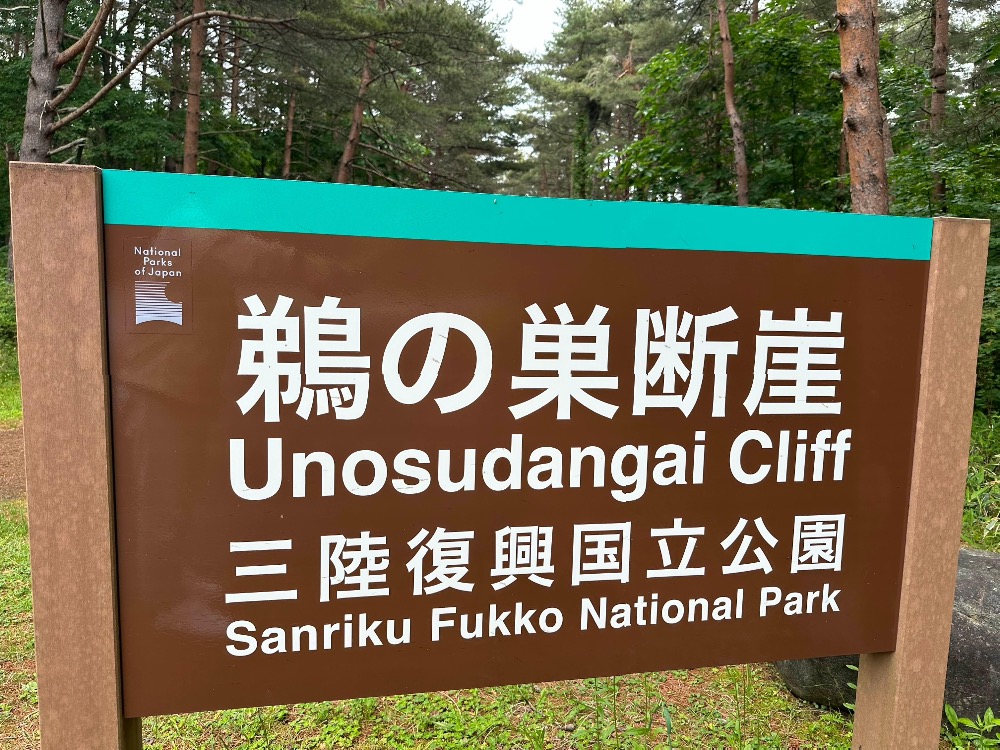 National
Parks
of Japan
鵜の巣断崖
Unosudangai Cliff
三陸復興国立公園
Sanriku Fukko National Park